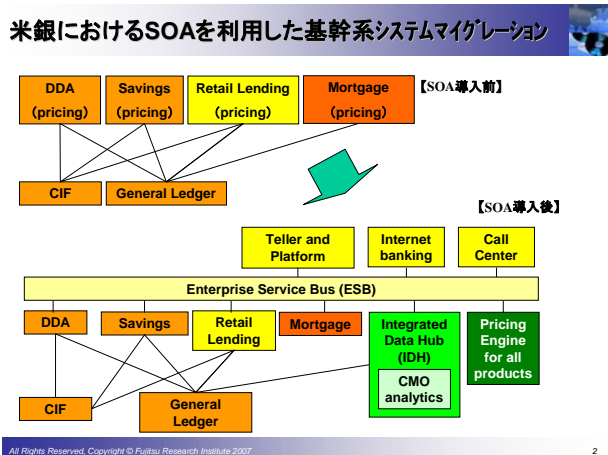 米銀におけるSOAを利用した基幹系システムマイグレーション
DDA
(pricing)
Savings
(pricing)
Retail Lending
(pricing)
Mortgage
(pricing)
【SOA導入前】
CIF
General Ledger
【SOA導入後】
Teller and
Platform
Internet
banking
Call
Center
Enterprise Service Bus (ESB)
DDA
Savings
Retail
Lending
Mortgage
Integrated
Data Hub
(IDH)
CMO
analytics
Pricing
Engine
for all
products
CIF
General
Ledger
All Rights Reserved, Copyright © Fujitsu Research Institute 2007
2